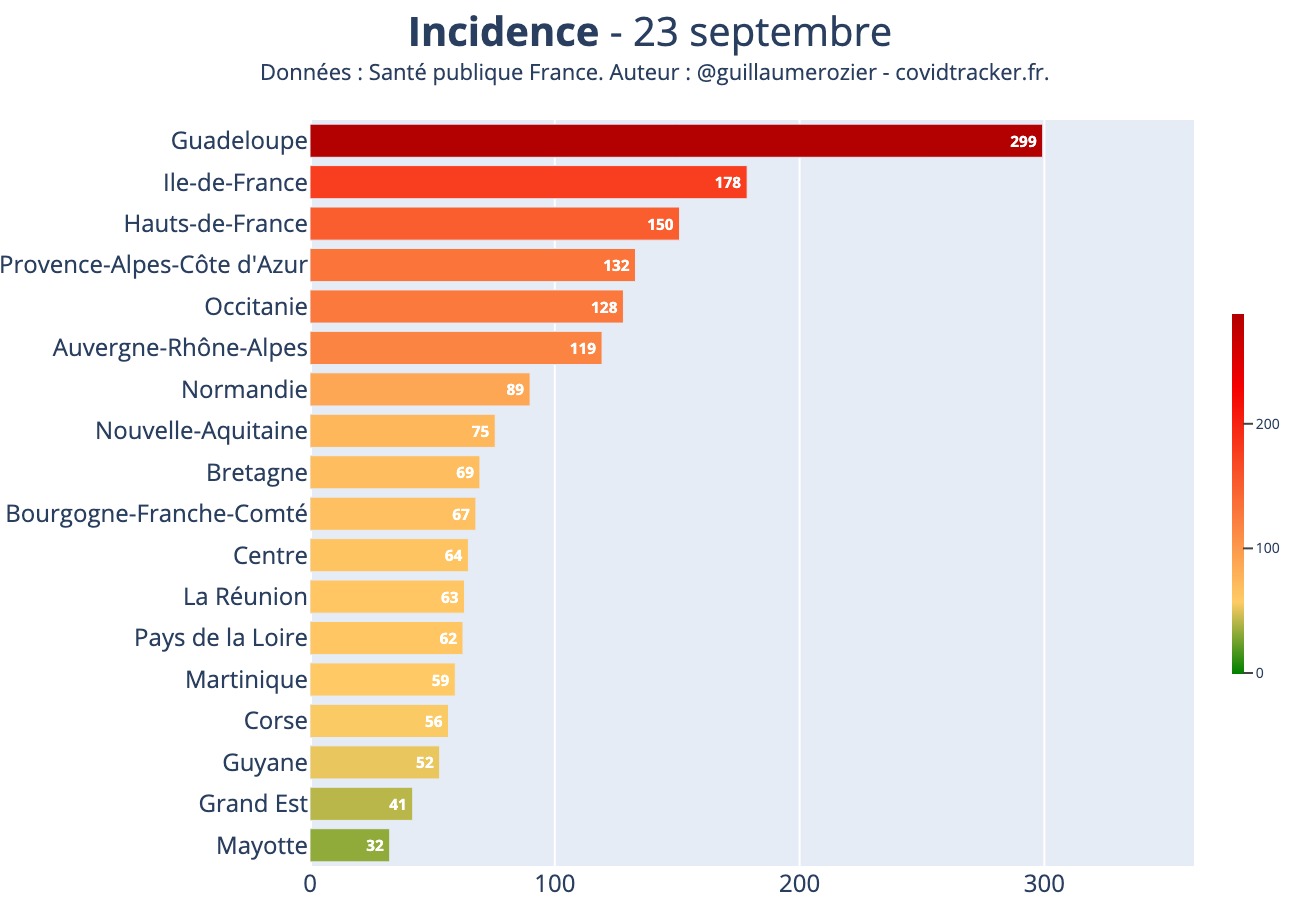 Incidence - 23 septembre
Données : Santé publique France. Auteur : @guillaumerozier - covidtracker.fr.
Guadeloupe 299
Ile-de-France 178
Hauts-de-France 150
Provence-Alpes-Côte d'Azur 132
Occitanie 128
Auvergne-Rhône-Alpes 119
Normandie 89
Nouvelle-Aquitaine 75
Bretagne 69
Bourgogne-Franche-Comté 67
Centre 64
La Réunion 63
Pays de la Loire 62
Martinique 59
Corse 56
Guyane 52
Grand Est 41
Mayotte 32
0 100 200 300
200
100
0